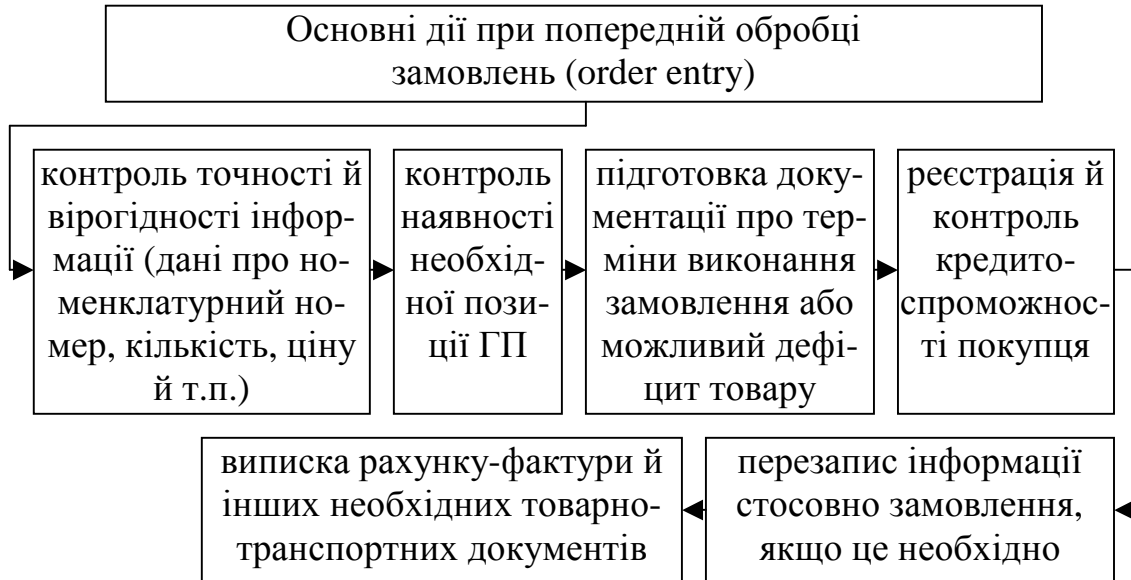 Основні дії при попередній обробці
замовлень (order entry)
контроль точності й
вірогідності інфор-
мації (дані про но-
менклатурний но-
мер, кількість, ціну
й т.п.)
контроль
наявності
необхід-
ної пози-
ції ГП
підготовка доку-
ментації про тер-
міни виконання
замовлення або
можливий дефі-
цит товару
реєстрація й
контроль
кредито-
спроможнос-
ті покупця
перезапис інформації
стосовно замовлення,
якщо це необхідно
виписка рахунку-фактури й
інших необхідних товарно-
транспортних документів